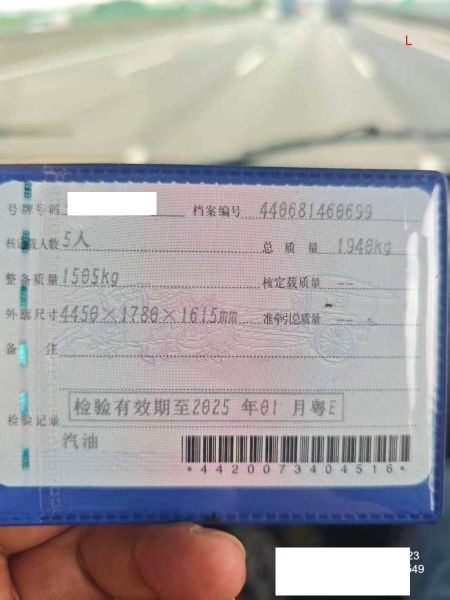 L
号牌号码 档案编号 440681460699
核定载人数 5人 总质量 1940kg
整备质量 1505kg 核定载质量 --
外廓尺寸 4450×1780×1615mm 准牵引总质量 --
备注
检验记录 检验有效期至2025年01月粤E
汽油
*4420073404516*
23
549